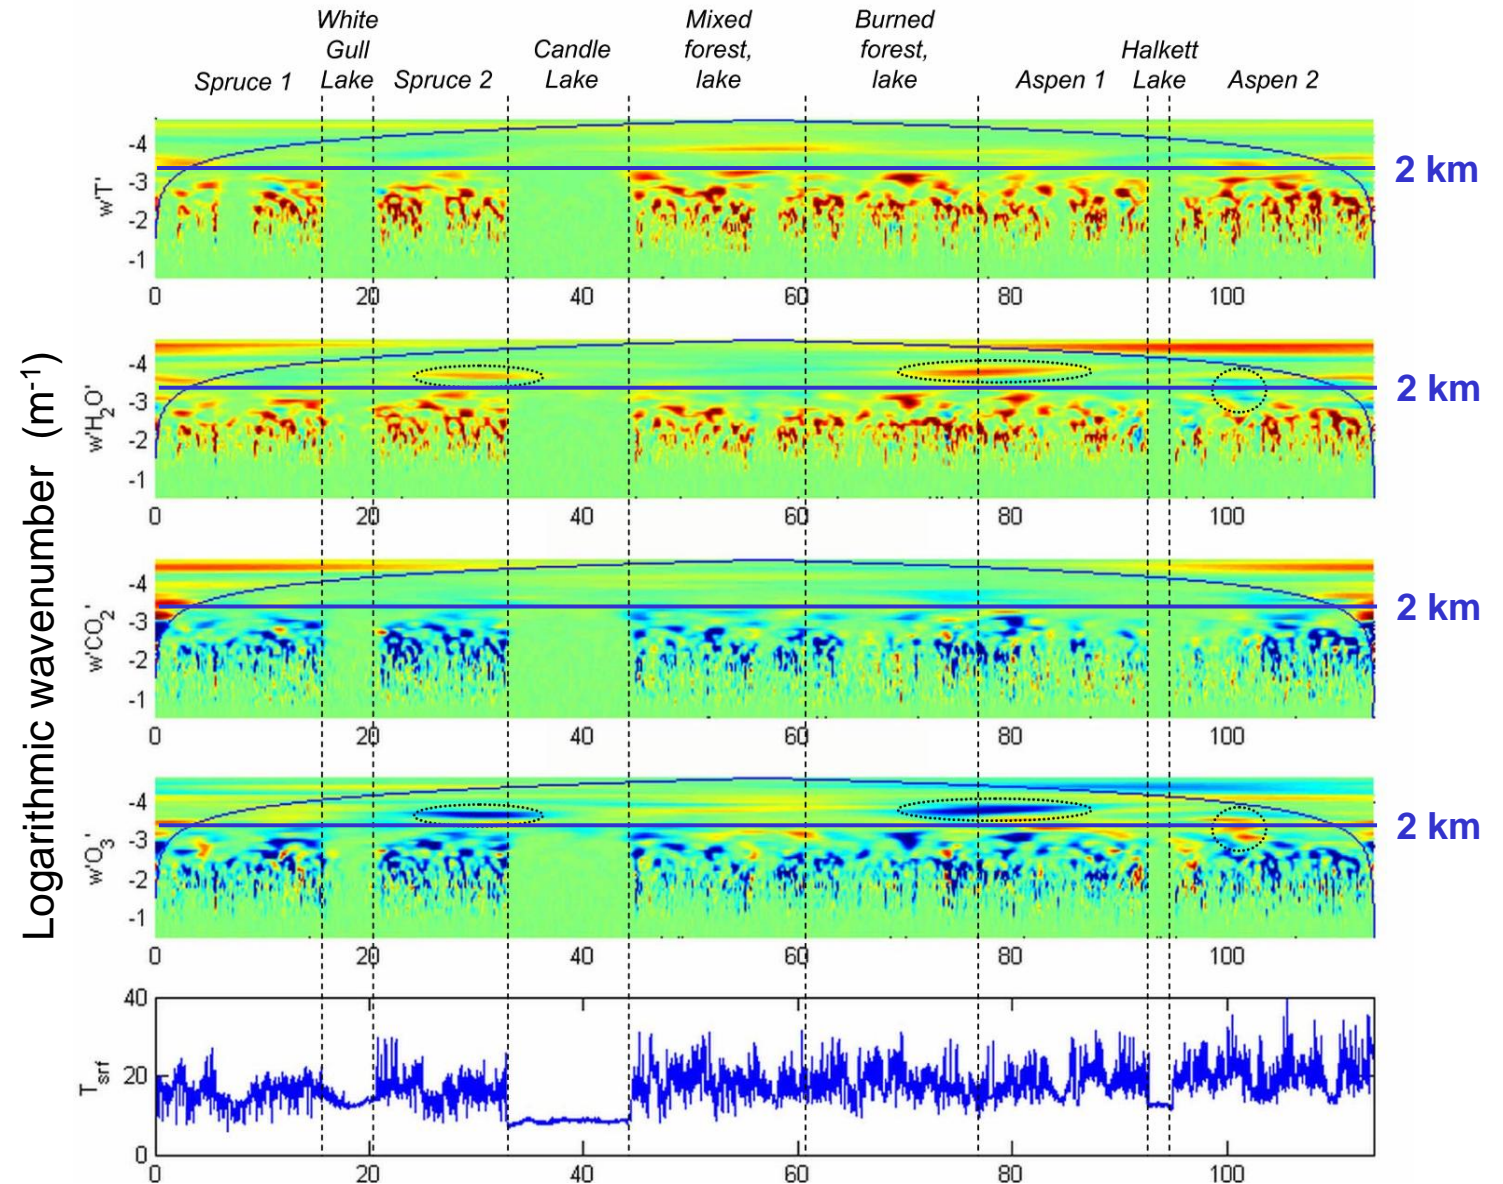 White
Gull
Lake
Mixed
forest,
lake
Burned
forest,
lake
Candle
Lake
Halkett
Lake
Spruce 1
Spruce 2
Aspen 1
Aspen 2
Logarithmic wavenumber (m-1)
w'T'
-4
-3
-2
-1
2 km
0 20 40 60 80 100
w'H2O'
-4
-3
-2
-1
2 km
0 20 40 60 80 100
w'CO2'
-4
-3
-2
-1
2 km
0 20 40 60 80 100
w'O3'
-4
-3
-2
-1
2 km
0 20 40 60 80 100
Tsrf
40
20
0
0 20 40 60 80 100